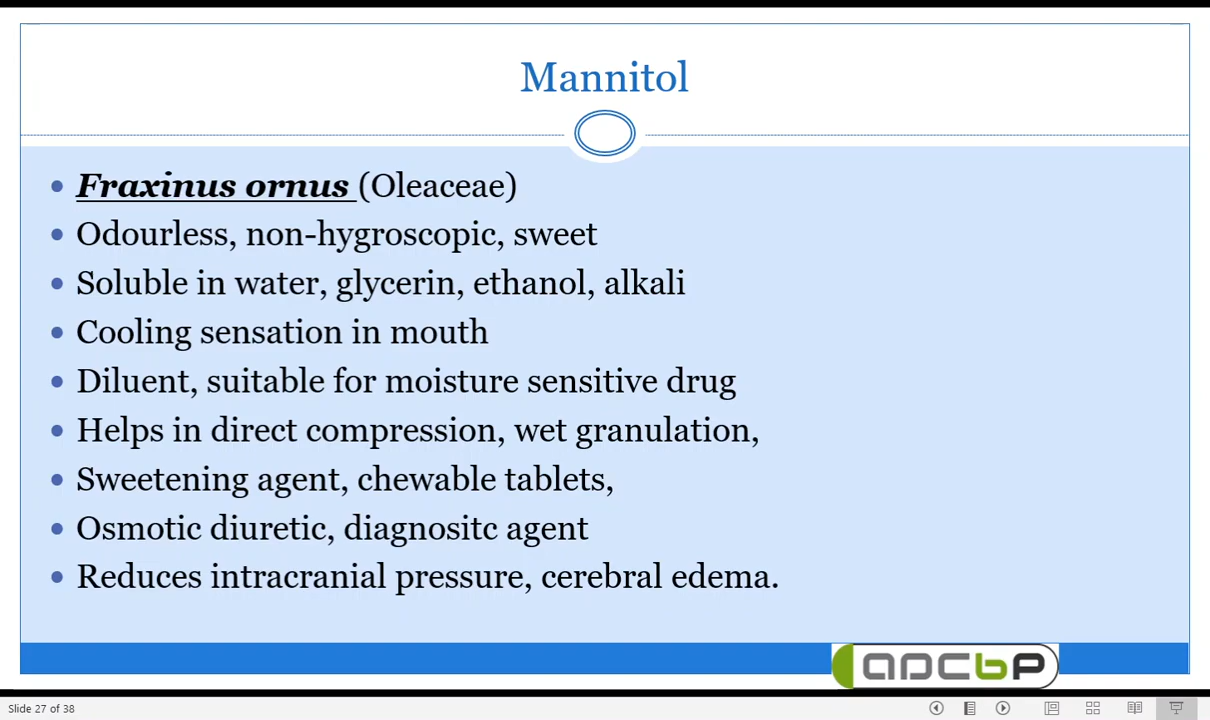 Mannitol
Fraxinus ornus (Oleaceae)
Odourless, non-hygroscopic, sweet
Soluble in water, glycerin, ethanol, alkali
Cooling sensation in mouth
Diluent, suitable for moisture sensitive drug
Helps in direct compression, wet granulation,
Sweetening agent, chewable tablets,
Osmotic diuretic, diagnositc agent
Reduces intracranial pressure, cerebral edema.
ADCbP
Slide 27 of 38